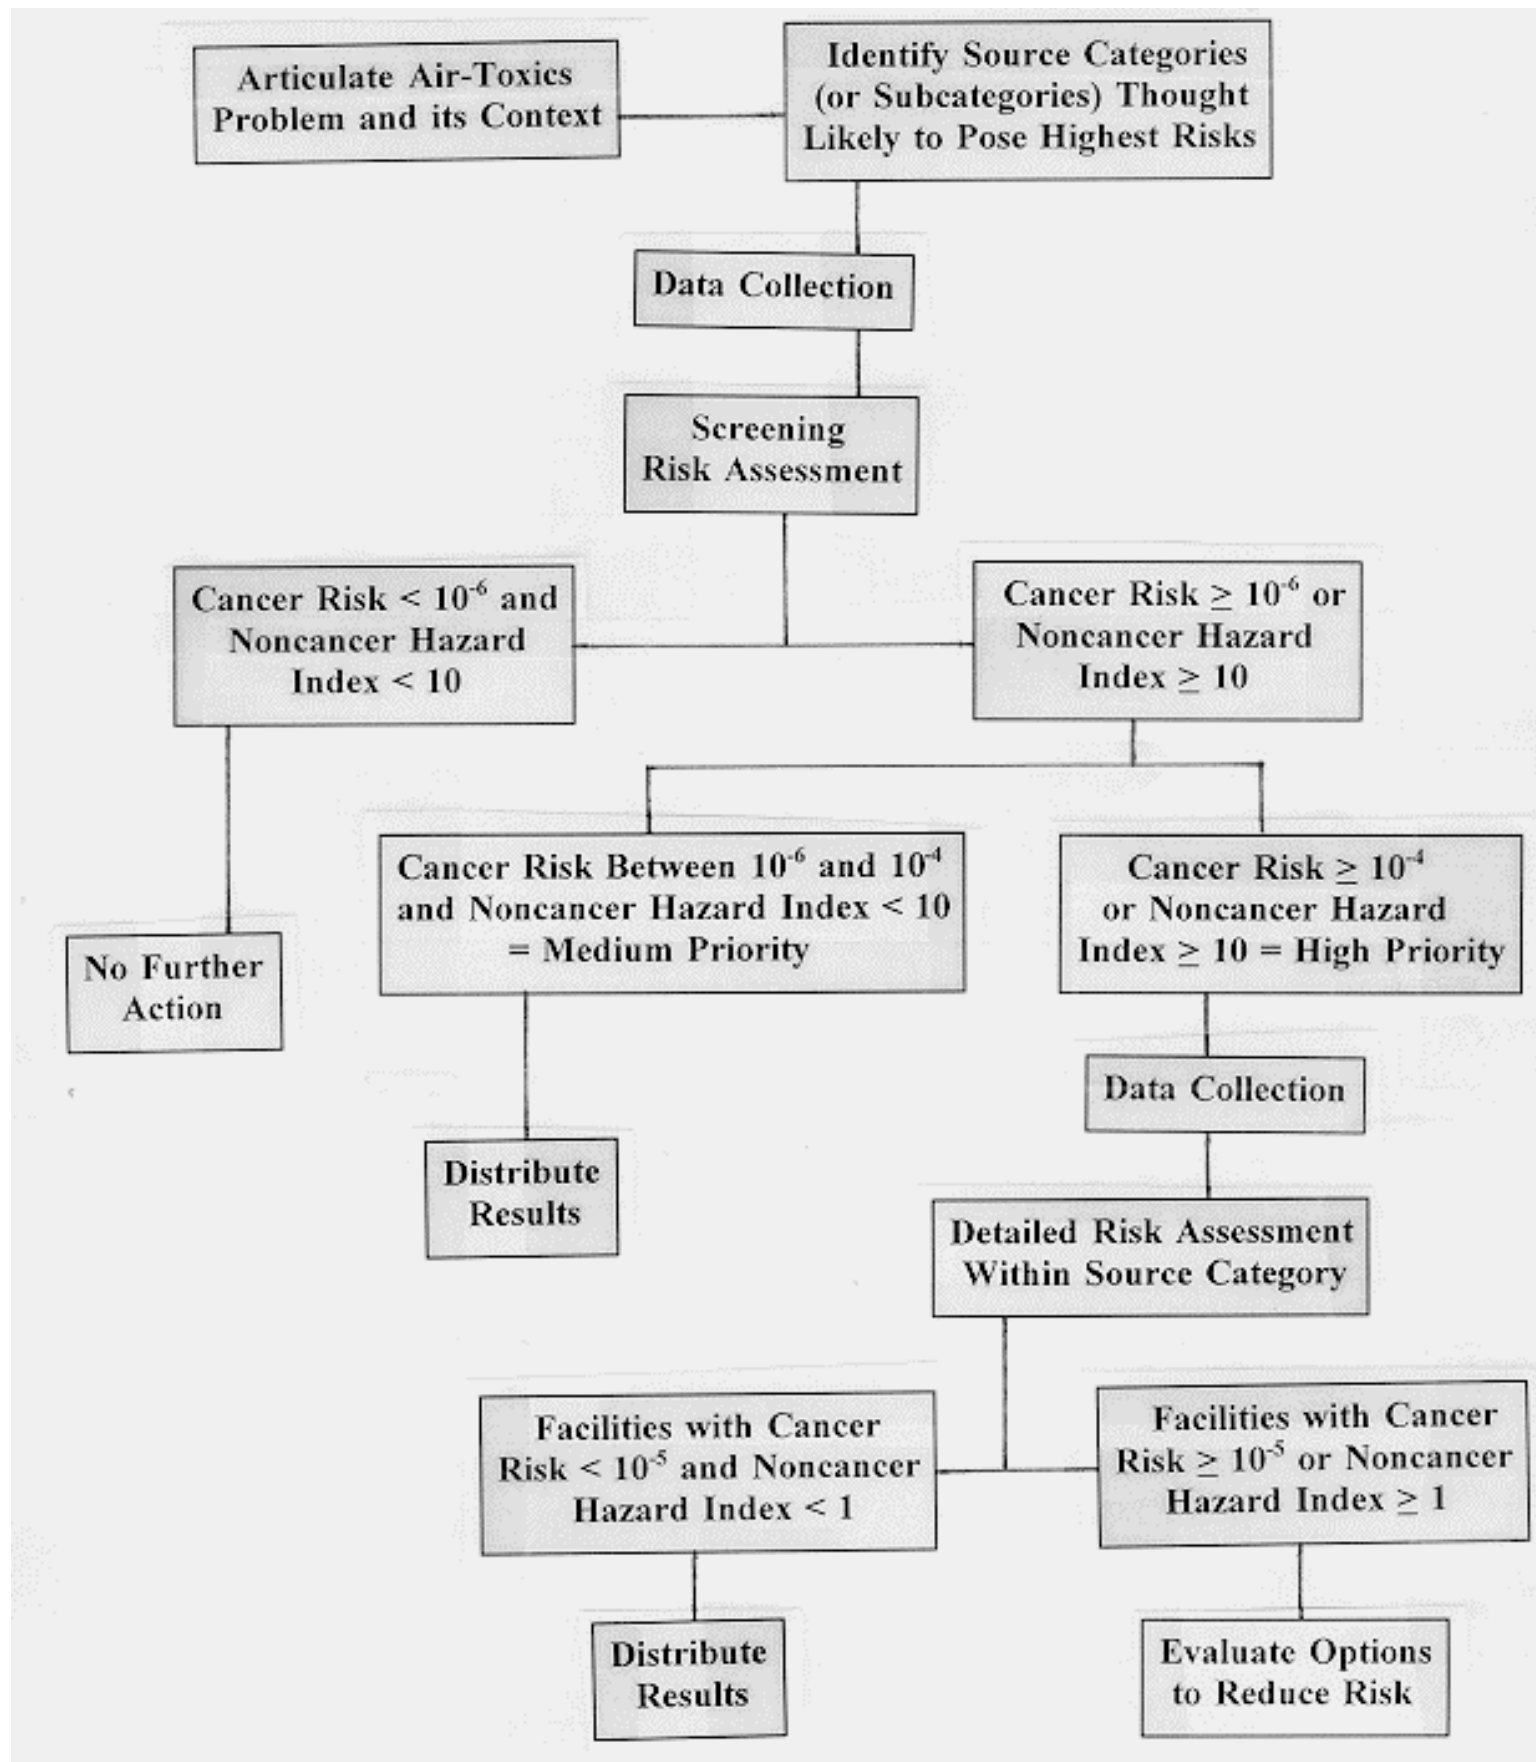 Articulate Air-Toxics
Problem and its Context
Identify Source Categories
(or Subcategories) Thought
Likely to Pose Highest Risks
Data Collection
Screening
Risk Assessment
Cancer Risk < 10⁻⁶ and
Noncancer Hazard
Index < 10
Cancer Risk ≥ 10⁻⁶ or
Noncancer Hazard
Index ≥ 10
Cancer Risk Between 10⁻⁶ and 10⁻⁴
and Noncancer Hazard Index < 10
= Medium Priority
Cancer Risk ≥ 10⁻⁴
or Noncancer Hazard
Index ≥ 10 = High Priority
No Further
Action
Data Collection
Distribute
Results
Detailed Risk Assessment
Within Source Category
Facilities with Cancer
Risk < 10⁻⁵ and Noncancer
Hazard Index < 1
Facilities with Cancer
Risk ≥ 10⁻⁵ or Noncancer
Hazard Index ≥ 1
Distribute
Results
Evaluate Options
to Reduce Risk